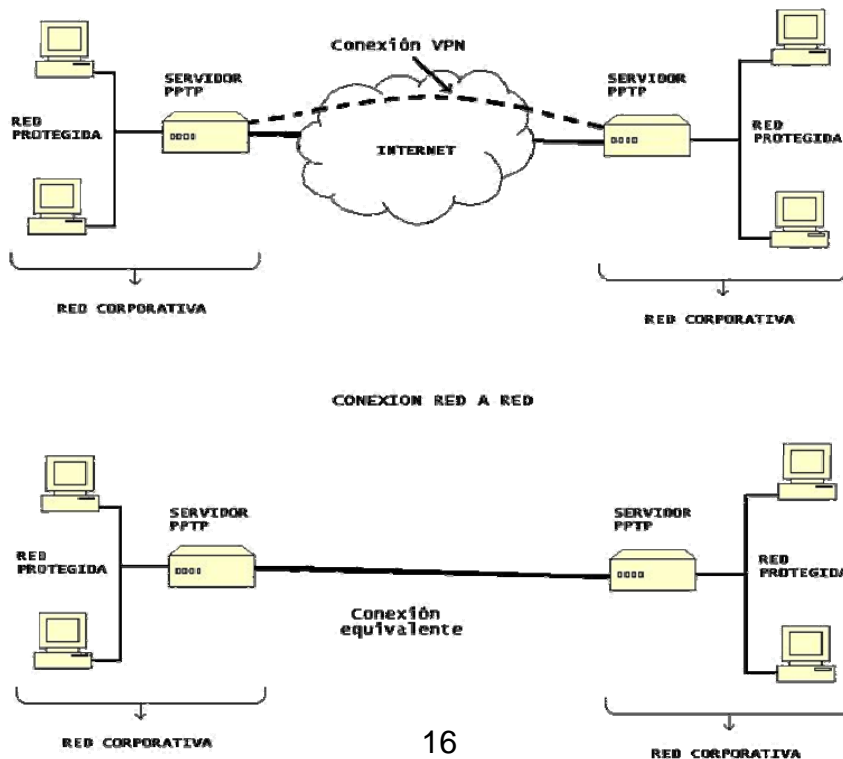 Conexión VPN
SERVIDOR
PPTP
SERVIDOR
PPTP
RED
PROTEGIDA
INTERNET
RED
PROTEGIDA
RED CORPORATIVA
RED CORPORATIVA
CONEXION RED A RED
SERVIDOR
PPTP
SERVIDOR
PPTP
RED
PROTEGIDA
RED
PROTEGIDA
Conexión
equivalente
RED CORPORATIVA
16
RED CORPORATIVA